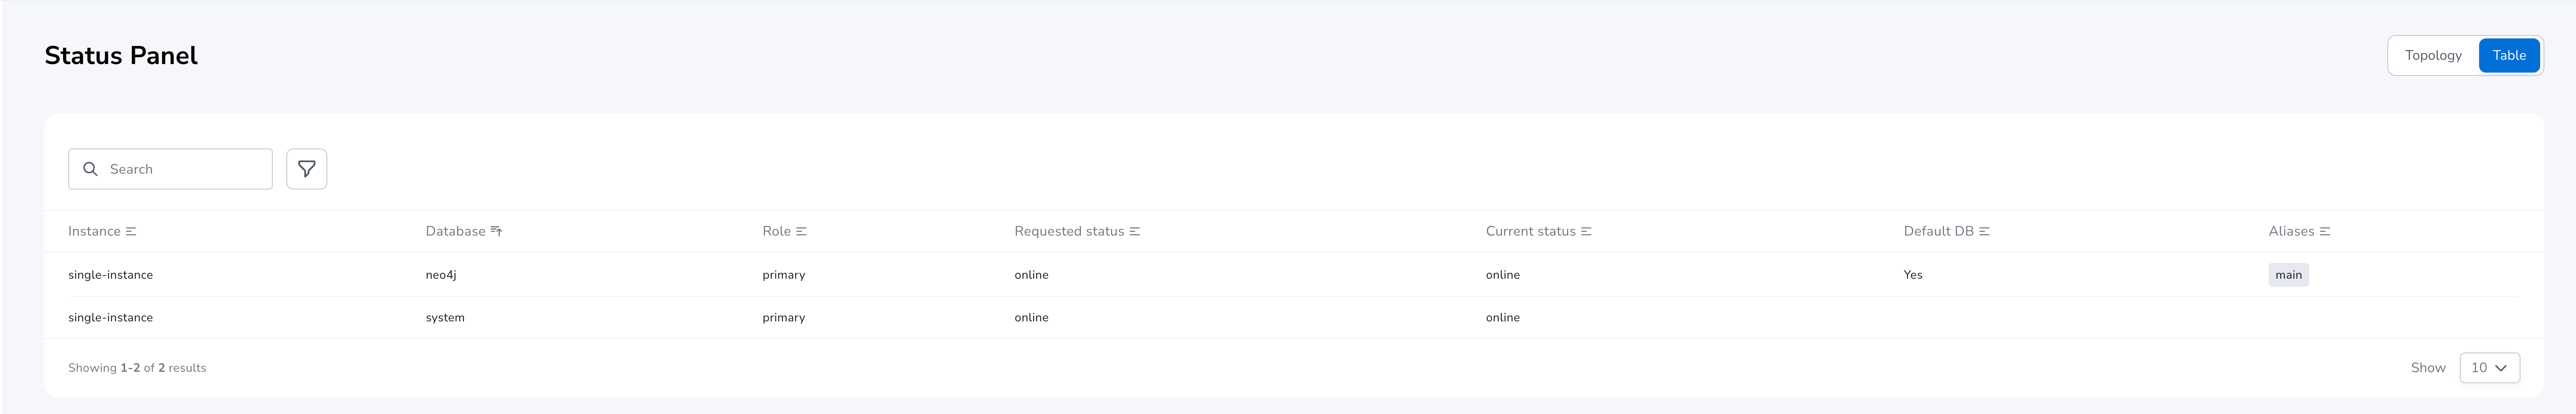 Status Panel
Topology Table
Search
Instance Database Role Requested status Current status Default DB Aliases
single-instance neo4j primary online online Yes main
single-instance system primary online online
Showing 1-2 of 2 results Show 10